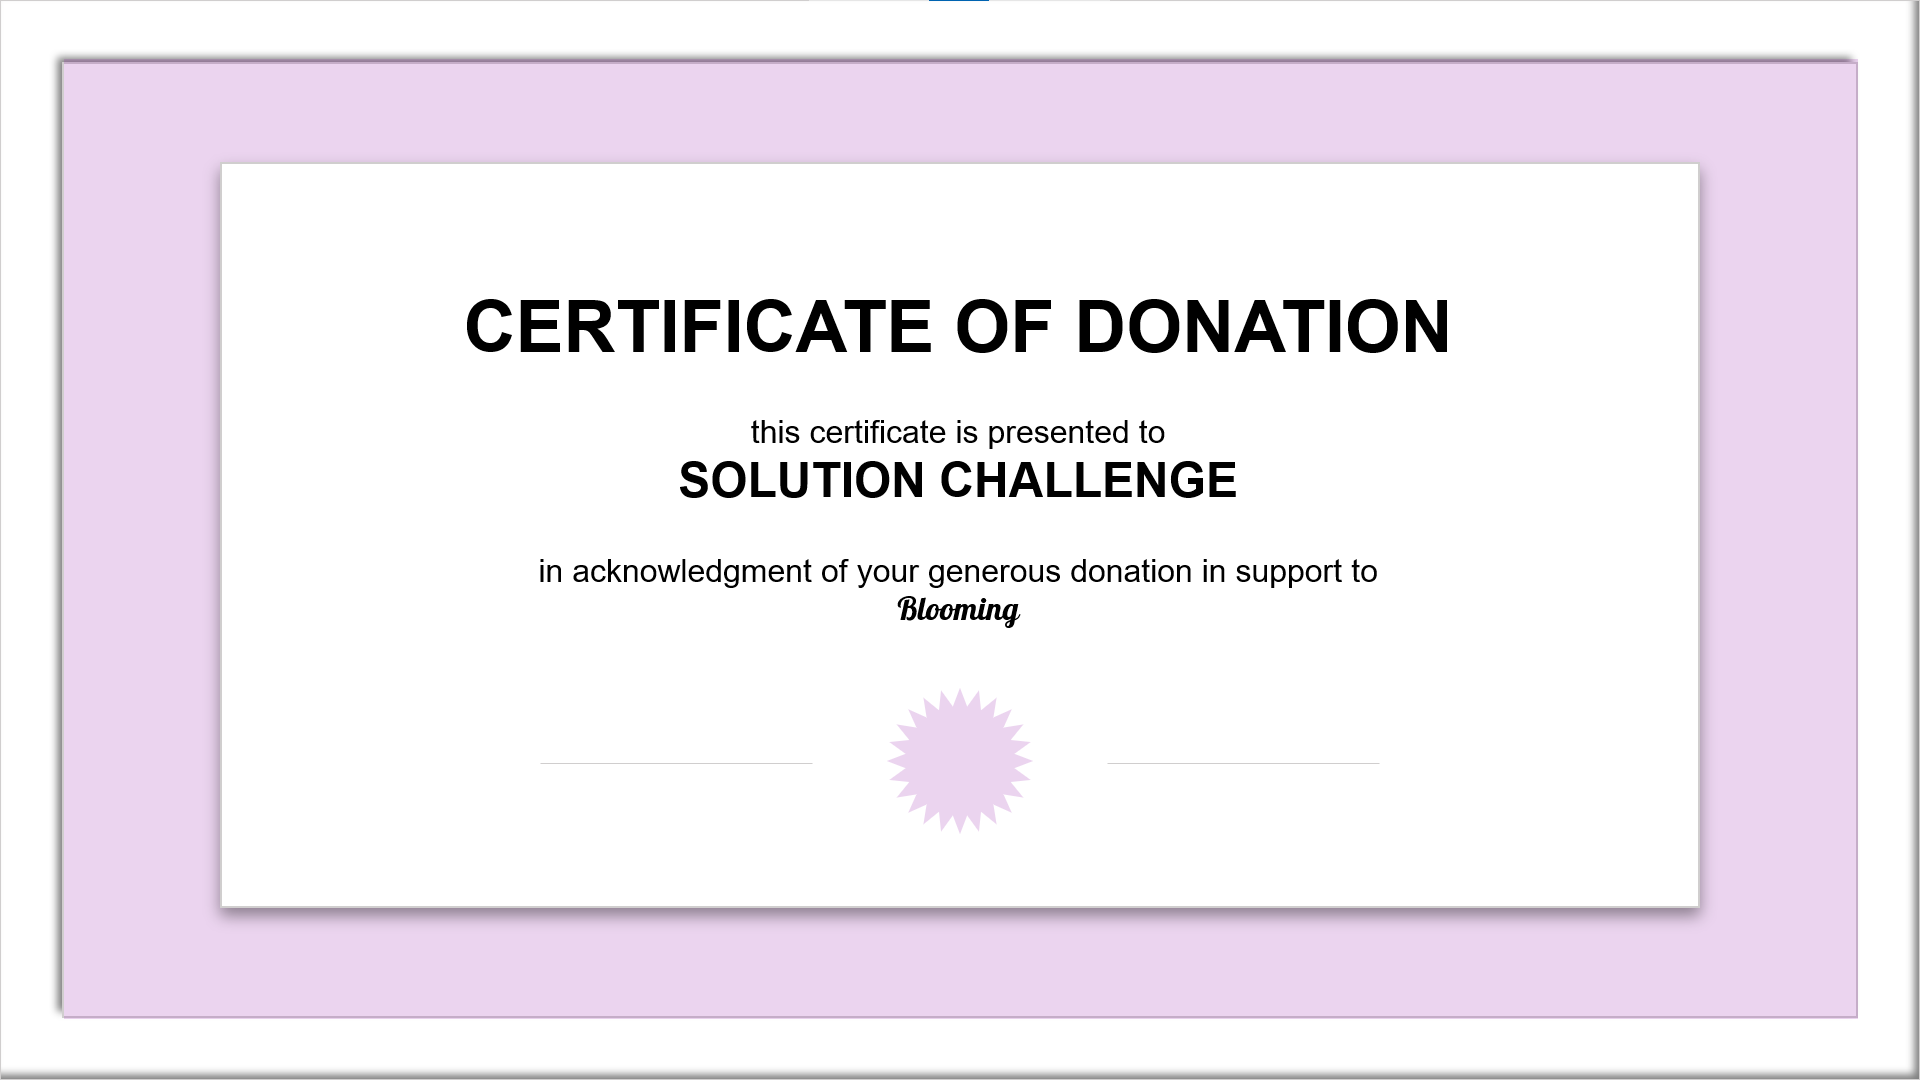 CERTIFICATE OF DONATION
this certificate is presented to
SOLUTION CHALLENGE
in acknowledgment of your generous donation in support to
Blooming